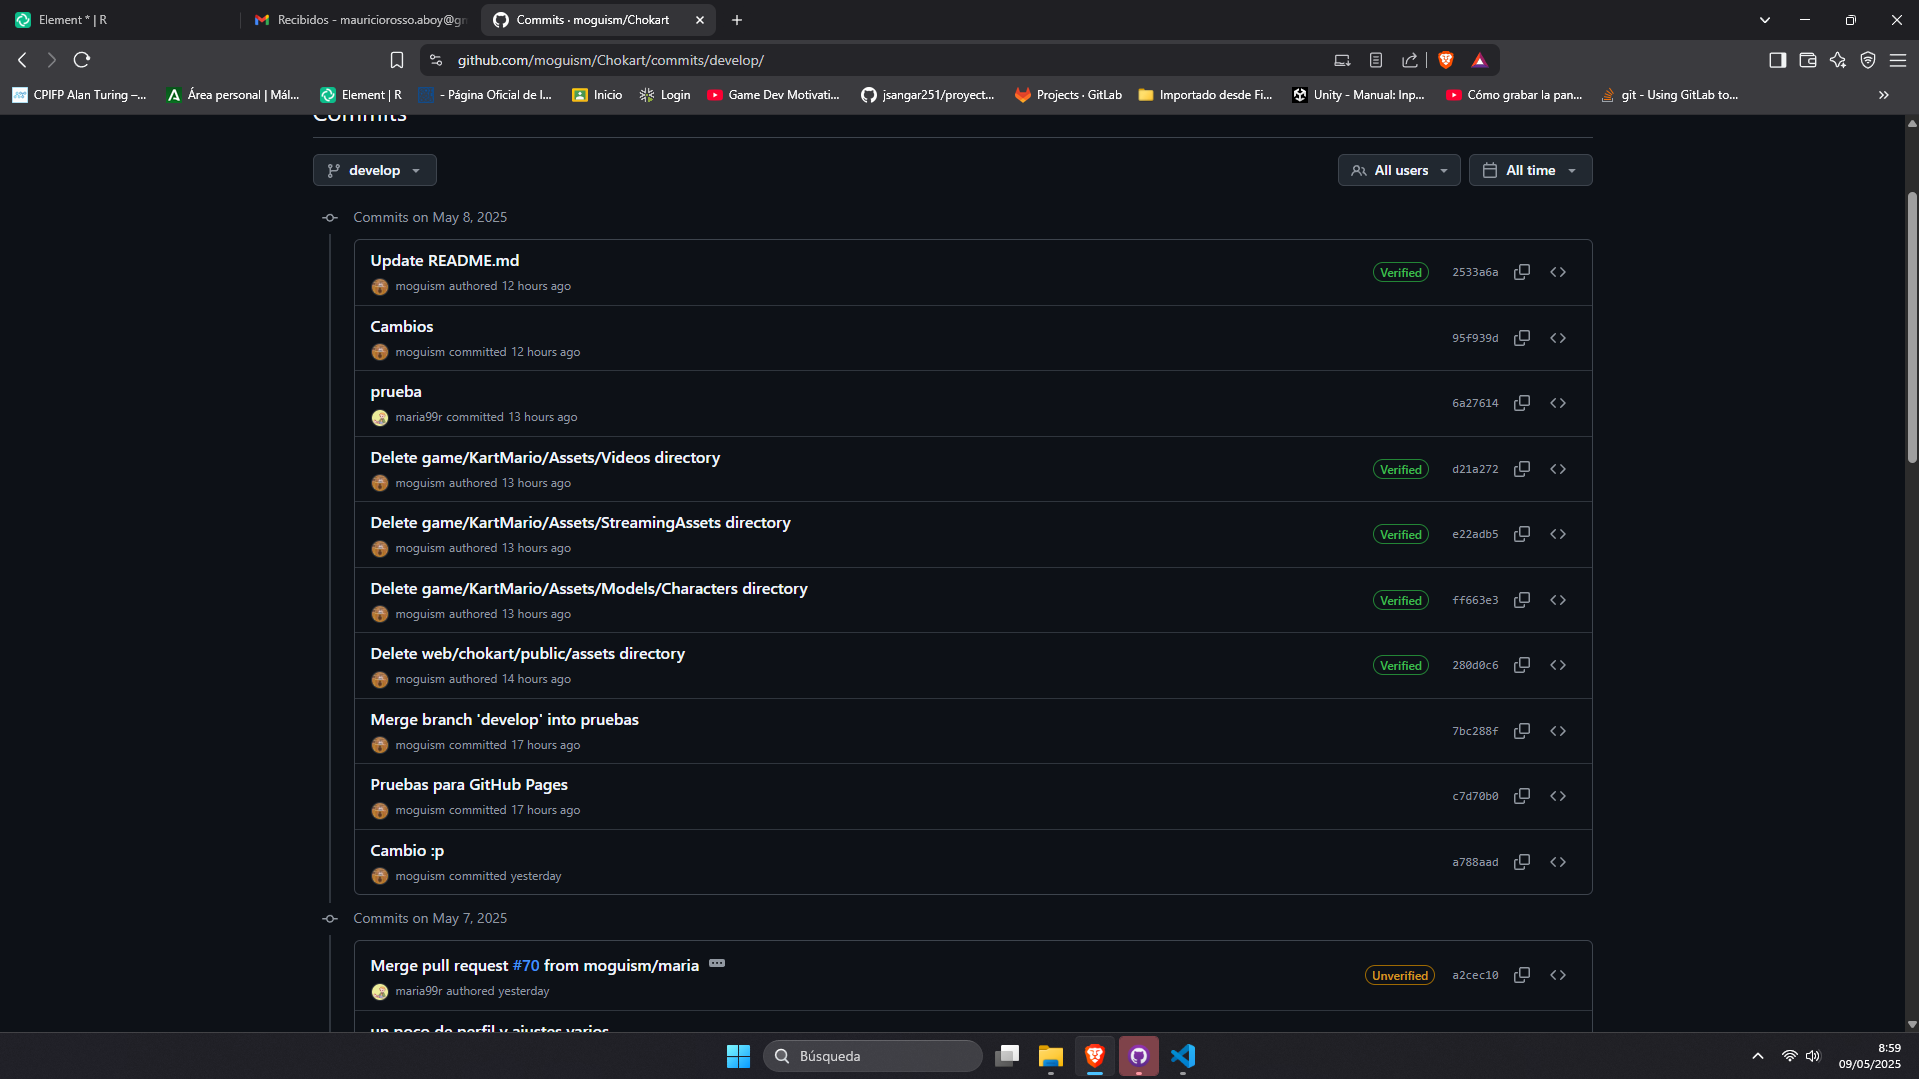 Element * | R
Recibidos - mauriciorosso.aboy@gm
Commits · moguism/Chokart
github.com/moguism/Chokart/commits/develop/
CPIFP Alan Turing –...
Área personal | Mál...
Element | R
- Página Oficial de I...
Inicio
Login
Game Dev Motivati...
jsangar251/proyect...
Projects · GitLab
Importado desde Fi...
Unity - Manual: Inp...
Cómo grabar la pan...
git - Using GitLab to...
Commits
develop
All users
All time
Commits on May 8, 2025
Update README.md
Verified
2533a6a
moguism authored 12 hours ago
Cambios
95f939d
moguism committed 12 hours ago
prueba
6a27614
maria99r committed 13 hours ago
Delete game/KartMario/Assets/Videos directory
Verified
d21a272
moguism authored 13 hours ago
Delete game/KartMario/Assets/StreamingAssets directory
Verified
e22adb5
moguism authored 13 hours ago
Delete game/KartMario/Assets/Models/Characters directory
Verified
ff663e3
moguism authored 13 hours ago
Delete web/chokart/public/assets directory
Verified
280d0c6
moguism authored 14 hours ago
Merge branch 'develop' into pruebas
7bc288f
moguism committed 17 hours ago
Pruebas para GitHub Pages
c7d70b0
moguism committed 17 hours ago
Cambio :p
a788aad
moguism committed yesterday
Commits on May 7, 2025
Merge pull request #70 from moguism/maria
Unverified
a2cec10
maria99r authored yesterday
un poco de perfil y ajustes varios
Búsqueda
8:59
09/05/2025